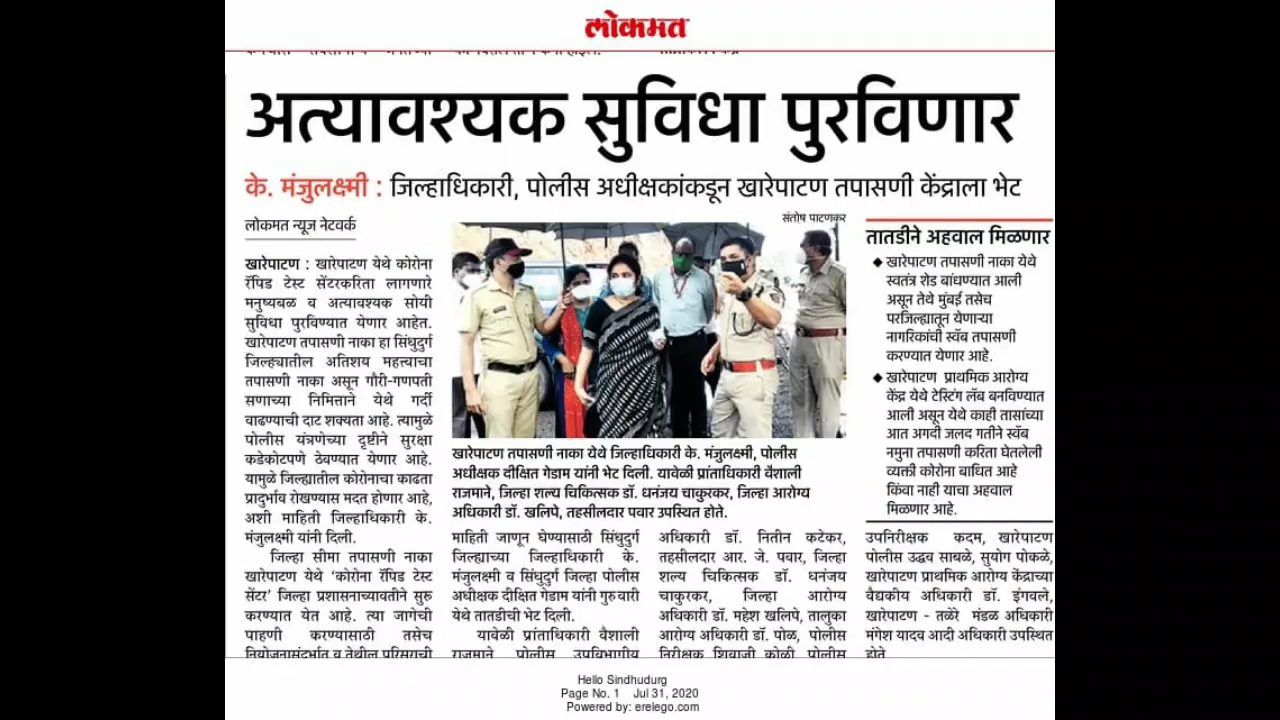 लोकमत
अत्यावश्यक सुविधा पुरविणार
के. मंजुलक्ष्मी : जिल्हाधिकारी, पोलीस अधीक्षकांकडून खारेपाटण तपासणी केंद्राला भेट
लोकमत न्यूज नेटवर्क
खारेपाटण : खारेपाटण येथे कोरोना
रॅपिड टेस्ट सेंटरकरिता लागणारे
मनुष्यबळ व अत्यावश्यक सोयी
सुविधा पुरविण्यात येणार आहेत.
खारेपाटण तपासणी नाका हा सिंधुदुर्ग
जिल्ह्यातील अतिशय महत्त्वाचा
तपासणी नाका असून गौरी-गणपती
सणाच्या निमित्ताने येथे गर्दी
वाढण्याची दाट शक्यता आहे. त्यामुळे
पोलीस यंत्रणेच्या दृष्टीने सुरक्षा
कडेकोटपणे ठेवण्यात येणार आहे.
यामुळे जिल्ह्यातील कोरोनाचा वाढता
प्रादुर्भाव रोखण्यास मदत होणार आहे,
अशी माहिती जिल्हाधिकारी के.
मंजुलक्ष्मी यांनी दिली.
जिल्हा सीमा तपासणी नाका
खारेपाटण येथे ‘कोरोना रॅपिड टेस्ट
सेंटर’ जिल्हा प्रशासनाच्यावतीने सुरू
करण्यात येत आहे. त्या जागेची
पाहणी करण्यासाठी तसेच
नियोजनासंदर्भात व तेथील परिसराची
संतोष पाटणकर
खारेपाटण तपासणी नाका येथे जिल्हाधिकारी के. मंजुलक्ष्मी, पोलीस
अधीक्षक दीक्षित गेडाम यांनी भेट दिली. यावेळी प्रांताधिकारी वैशाली
राजमाने, जिल्हा शल्य चिकित्सक डॉ. धनंजय चाकुरकर, जिल्हा आरोग्य
अधिकारी डॉ. खलिपे, तहसीलदार पवार उपस्थित होते.
माहिती जाणून घेण्यासाठी सिंधुदुर्ग
जिल्ह्याच्या जिल्हाधिकारी के.
मंजुलक्ष्मी व सिंधुदुर्ग जिल्हा पोलीस
अधीक्षक दीक्षित गेडाम यांनी गुरुवारी
येथे तातडीची भेट दिली.
यावेळी प्रांताधिकारी वैशाली
राजमाने, पोलीस उपविभागीय
अधिकारी डॉ. नितीन कटेकर,
तहसीलदार आर. जे. पवार, जिल्हा
शल्य चिकित्सक डॉ. धनंजय
चाकुरकर, जिल्हा आरोग्य
अधिकारी डॉ. महेश खलिपे, तालुका
आरोग्य अधिकारी डॉ. पोळ, पोलीस
निरीक्षक शिवाजी कोळी, पोलीस
तातडीने अहवाल मिळणार
◆ खारेपाटण तपासणी नाका येथे
स्वतंत्र शेड बांधण्यात आली
असून तेथे मुंबई तसेच
परजिल्ह्यातून येणाऱ्या
नागरिकांची स्वॅब तपासणी
करण्यात येणार आहे.
◆ खारेपाटण प्राथमिक आरोग्य
केंद्र येथे टेस्टिंग लॅब बनविण्यात
आली असून येथे काही तासांच्या
आत अगदी जलद गतीने स्वॅब
नमुना तपासणी करिता घेतलेली
व्यक्ती कोरोना बाधित आहे
किंवा नाही याचा अहवाल
मिळणार आहे.
उपनिरीक्षक कदम, खारेपाटण
पोलीस उद्धव साबळे, सुयोग पोकळे,
खारेपाटण प्राथमिक आरोग्य केंद्राच्या
वैद्यकीय अधिकारी डॉ. इंगवले,
खारेपाटण - तळेरे मंडळ अधिकारी
मंगेश यादव आदी अधिकारी उपस्थित
होते
Hello Sindhudurg
Page No. 1 Jul 31, 2020
Powered by: erelego.com